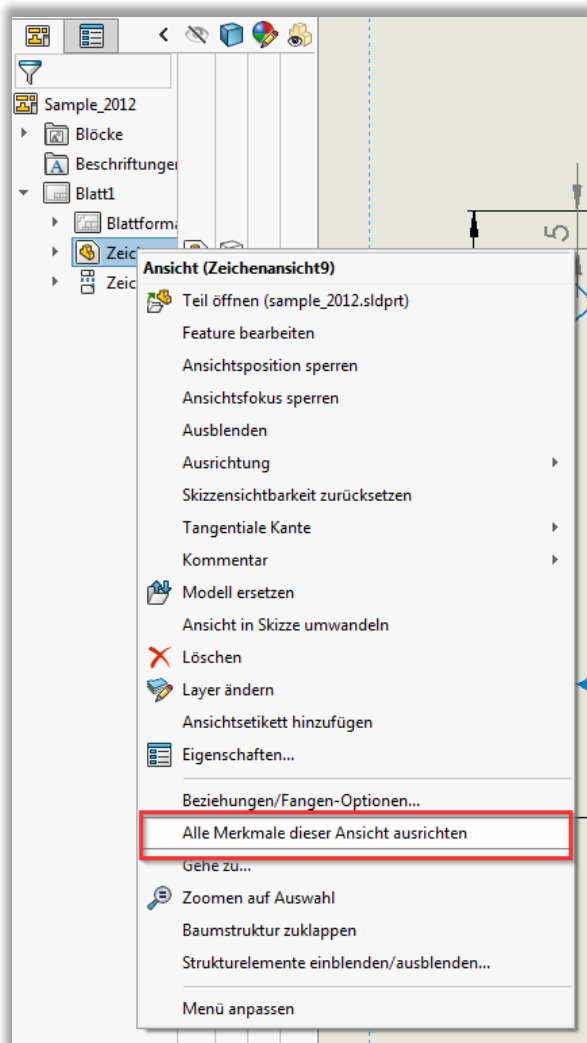 Sample_2012
Blöcke
Beschriftunge
Blatt1
Blattform
5
Zeic
Zeic
Ansicht (Zeichenansicht9)
Teil öffnen (sample_2012.sldprt)
Feature bearbeiten
Ansichtsposition sperren
Ansichtsfokus sperren
Ausblenden
Ausrichtung
Skizzensichtbarkeit zurücksetzen
Tangentiale Kante
Kommentar
Modell ersetzen
Ansicht in Skizze umwandeln
Löschen
Layer ändern
Ansichtsetikett hinzufügen
Eigenschaften...
Beziehungen/Fangen-Optionen...
Alle Merkmale dieser Ansicht ausrichten
Gehe zu...
Zoomen auf Auswahl
Baumstruktur zuklappen
Strukturelemente einblenden/ausblenden...
Menü anpassen